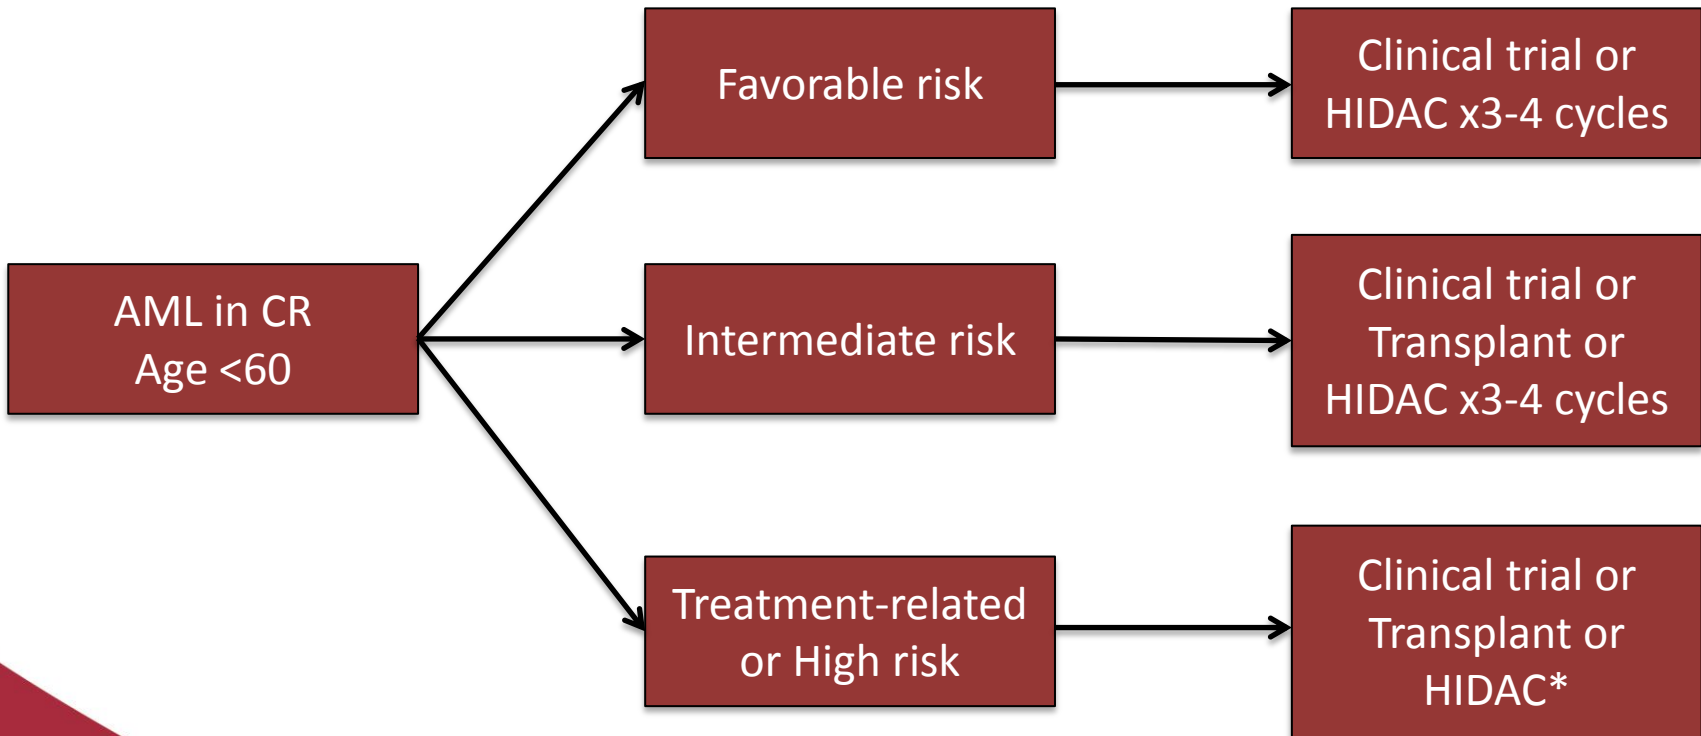 AML in CR
Age <60
Favorable risk
Clinical trial or
HIDAC x3-4 cycles
Intermediate risk
Clinical trial or
Transplant or
HIDAC x3-4 cycles
Treatment-related
or High risk
Clinical trial or
Transplant or
HIDAC*